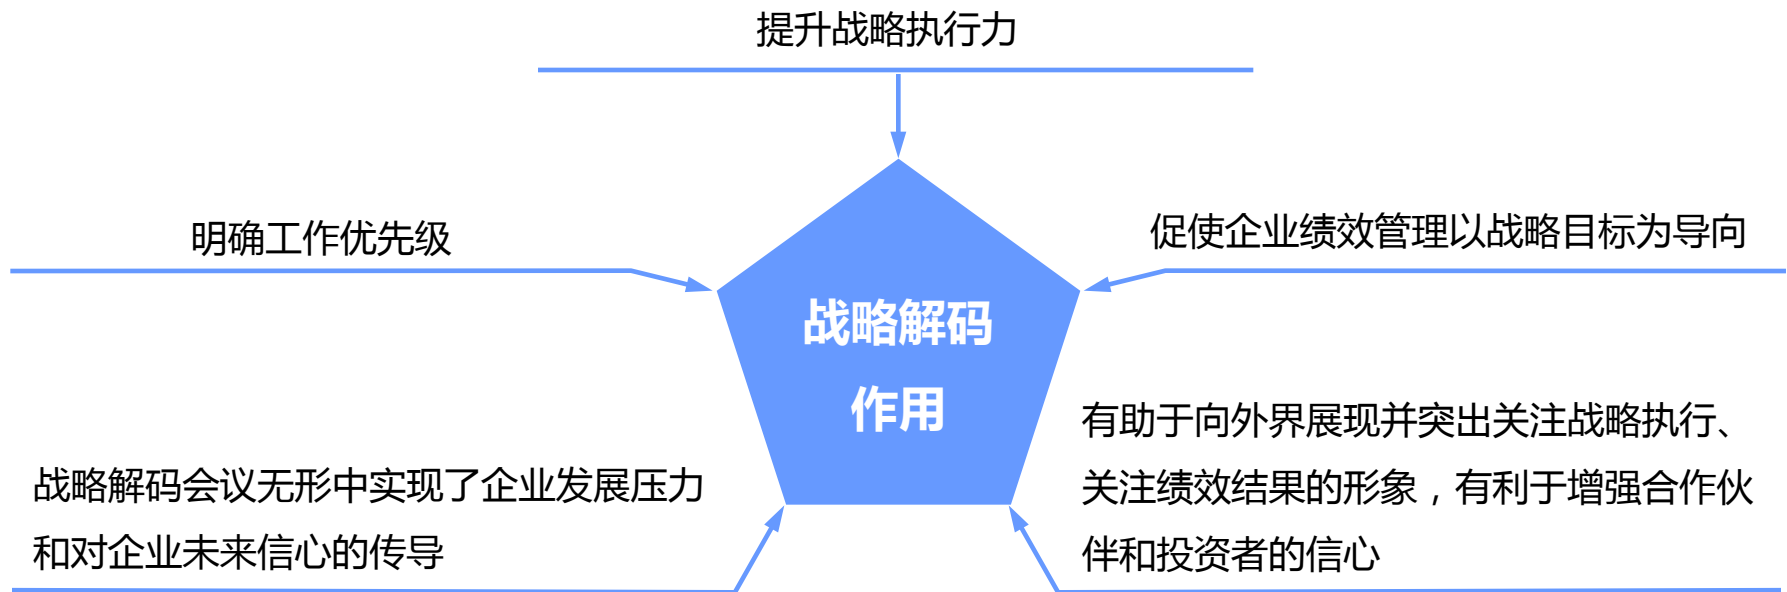 提升战略执行力
明确工作优先级
促使企业绩效管理以战略目标为导向
战略解码
作用
战略解码会议无形中实现了企业发展压力
和对企业未来信心的传导
有助于向外界展现并突出关注战略执行、
关注绩效结果的形象，有利于增强合作伙
伴和投资者的信心